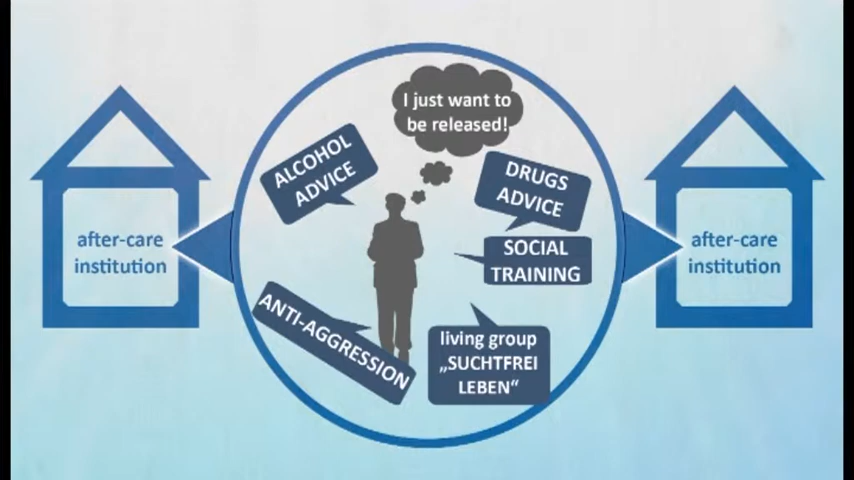 I just want to
be released!
ALCOHOL
ADVICE
DRUGS
ADVICE
SOCIAL
TRAINING
after-care
institution
after-care
institution
ANTI-AGGRESSION
living group
„SUCHTFREI
LEBEN“